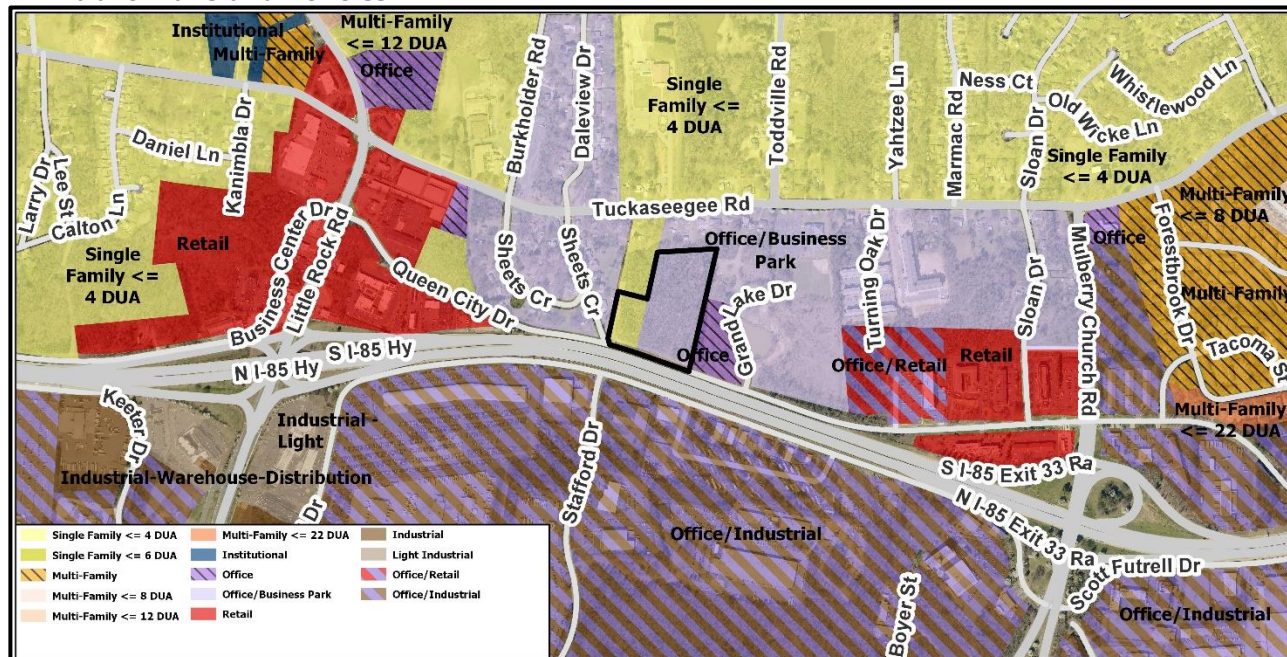 Institutional
Multi-Family
Multi-Family
<= 12 DUA
Office
Burkholder Rd
Daleview Dr
Single
Family <=
4 DUA
Toddville Rd
Yahtzee Ln
Marmac Rd
Ness Ct
Sloan Dr
Old Wicke Ln
Whistlewood Ln
Single Family
<= 4 DUA
Larry Dr
Lee St
Calton Ln
Daniel Ln
Kanimbla Dr
Single
Family <=
4 DUA
Retail
Business Center Dr
Little Rock Rd
Queen City Dr
Sheets Cr
Sheets Cr
Tuckaseegee Rd
Office/Business
Park
Grand Lake Dr
Office
Turning Oak Dr
Office/Retail
Retail
Sloan Dr
Mulberry Church Rd
Office
Multi-Family
<= 8 DUA
Forestbrook Dr
Multi-Family
Tacoma St
Multi-Family
<= 22 DUA
S I-85 Hy
N I-85 Hy
Keeter Dr
Industrial -
Light
Industrial-Warehouse-Distribution
Dr
Stafford Dr
Office/Industrial
Boyer St
S I-85 Exit 33 Ra
N I-85 Exit 33 Ra
Scott Futrell Dr
Office/Industrial
Single Family <= 4 DUA
Single Family <= 6 DUA
Multi-Family
Multi-Family <= 8 DUA
Multi-Family <= 12 DUA
Multi-Family <= 22 DUA
Institutional
Office
Office/Business Park
Retail
Industrial
Light Industrial
Office/Retail
Office/Industrial